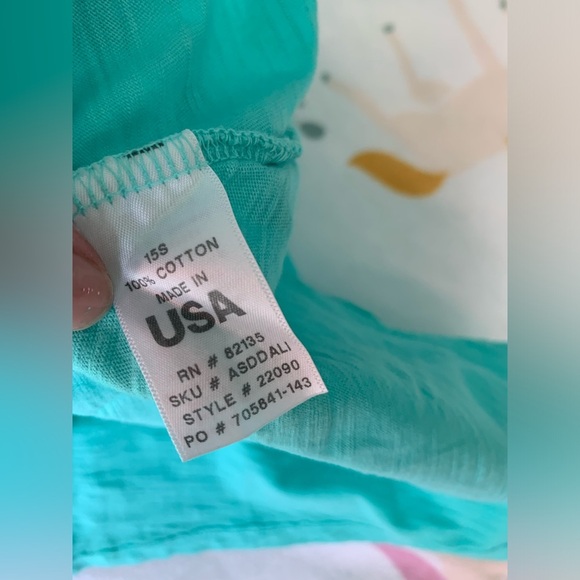 15S
100% COTTON
MADE IN
USA
RN # 82135
SKU # ASDDALI
STYLE # 22090
PO # 705841-143